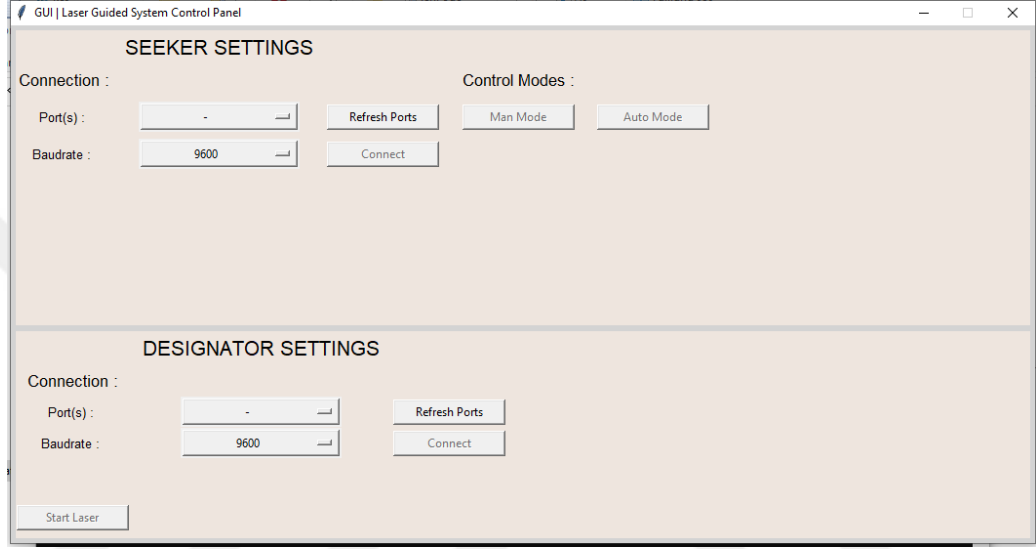 GUI | Laser Guided System Control Panel
SEEKER SETTINGS
Connection :
Control Modes :
Port(s) :
-
Refresh Ports
Man Mode
Auto Mode
Baudrate :
9600
Connect
DESIGNATOR SETTINGS
Connection :
Port(s) :
-
Refresh Ports
Baudrate :
9600
Connect
Start Laser